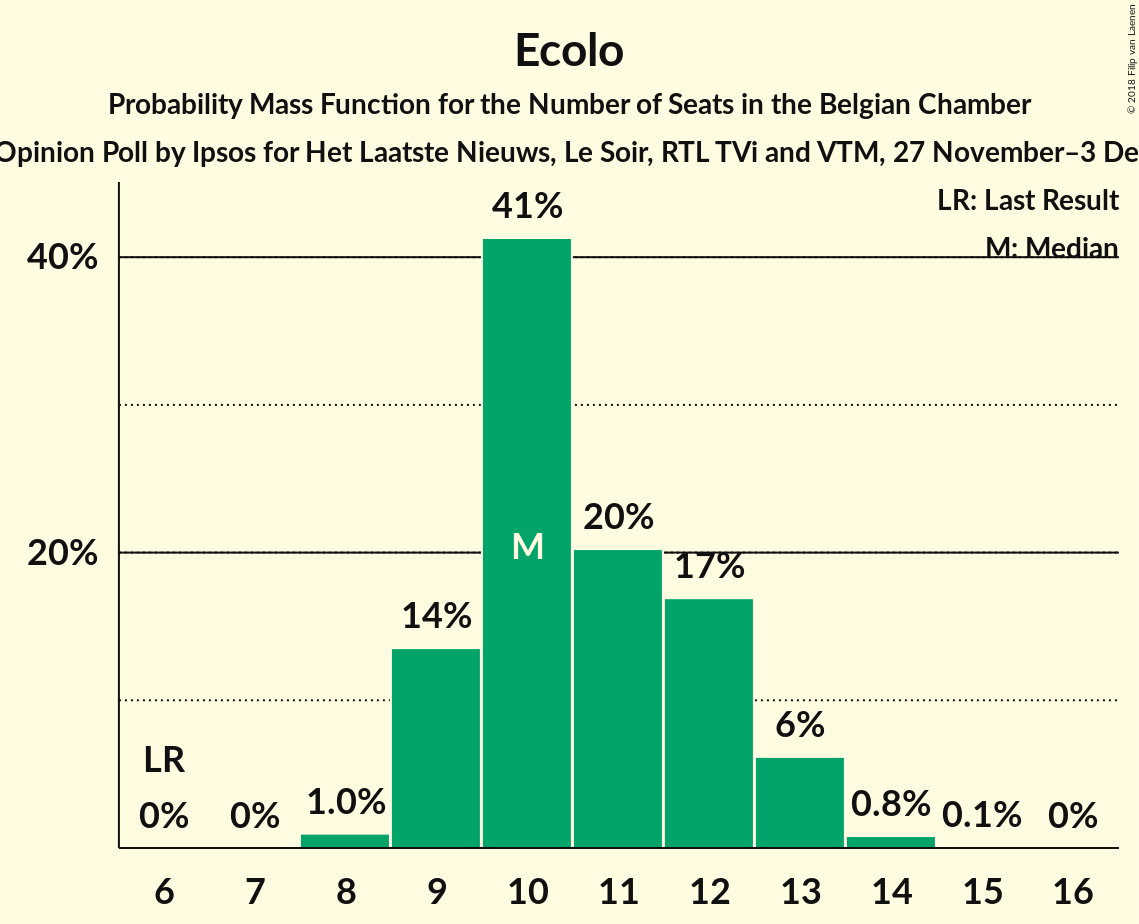 Ecolo
Probability Mass Function for the Number of Seats in the Belgian Chamber
Opinion Poll by Ipsos for Het Laatste Nieuws, Le Soir, RTL TVi and VTM, 27 November–3 De
© 2018 Filip van Laenen
LR: Last Result
M: Median
40%
20%
LR
0%
0%
1.0%
14%
41%
M
20%
17%
6%
0.8%
0.1%
0%
6 7 8 9 10 11 12 13 14 15 16